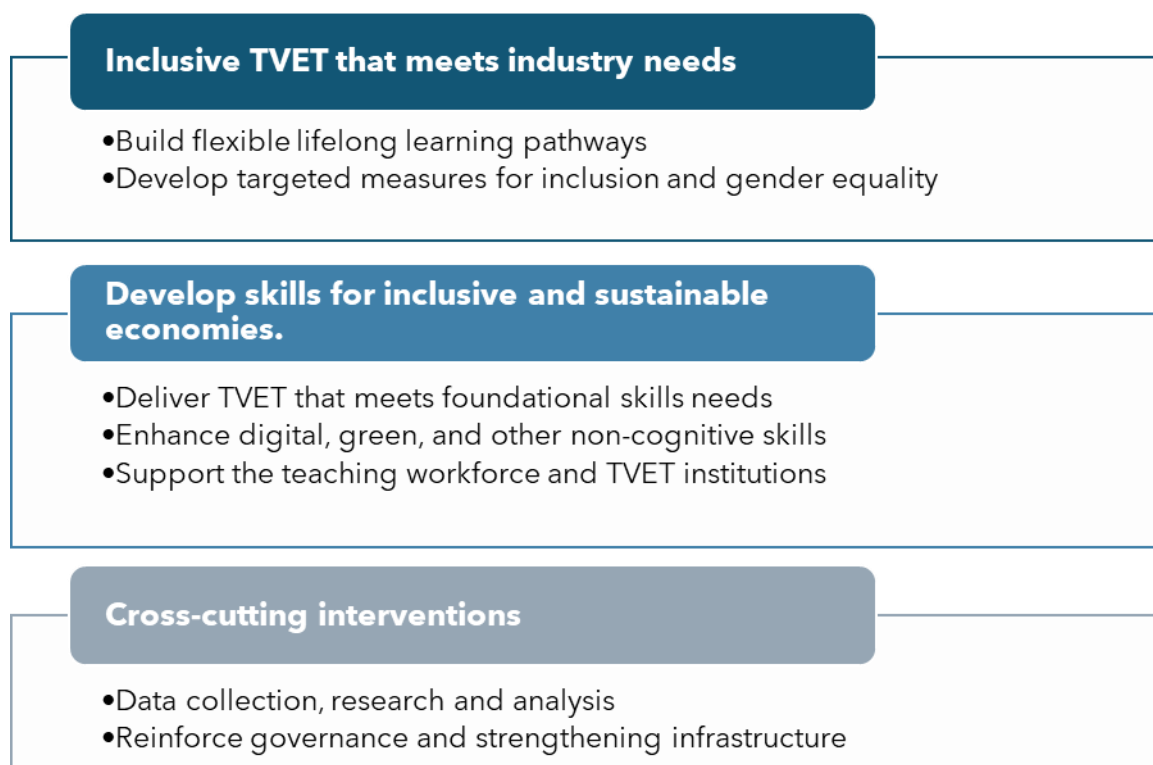 Inclusive TVET that meets industry needs
•Build flexible lifelong learning pathways
•Develop targeted measures for inclusion and gender equality
Develop skills for inclusive and sustainable
economies.
•Deliver TVET that meets foundational skills needs
•Enhance digital, green, and other non-cognitive skills
•Support the teaching workforce and TVET institutions
Cross-cutting interventions
•Data collection, research and analysis
•Reinforce governance and strengthening infrastructure